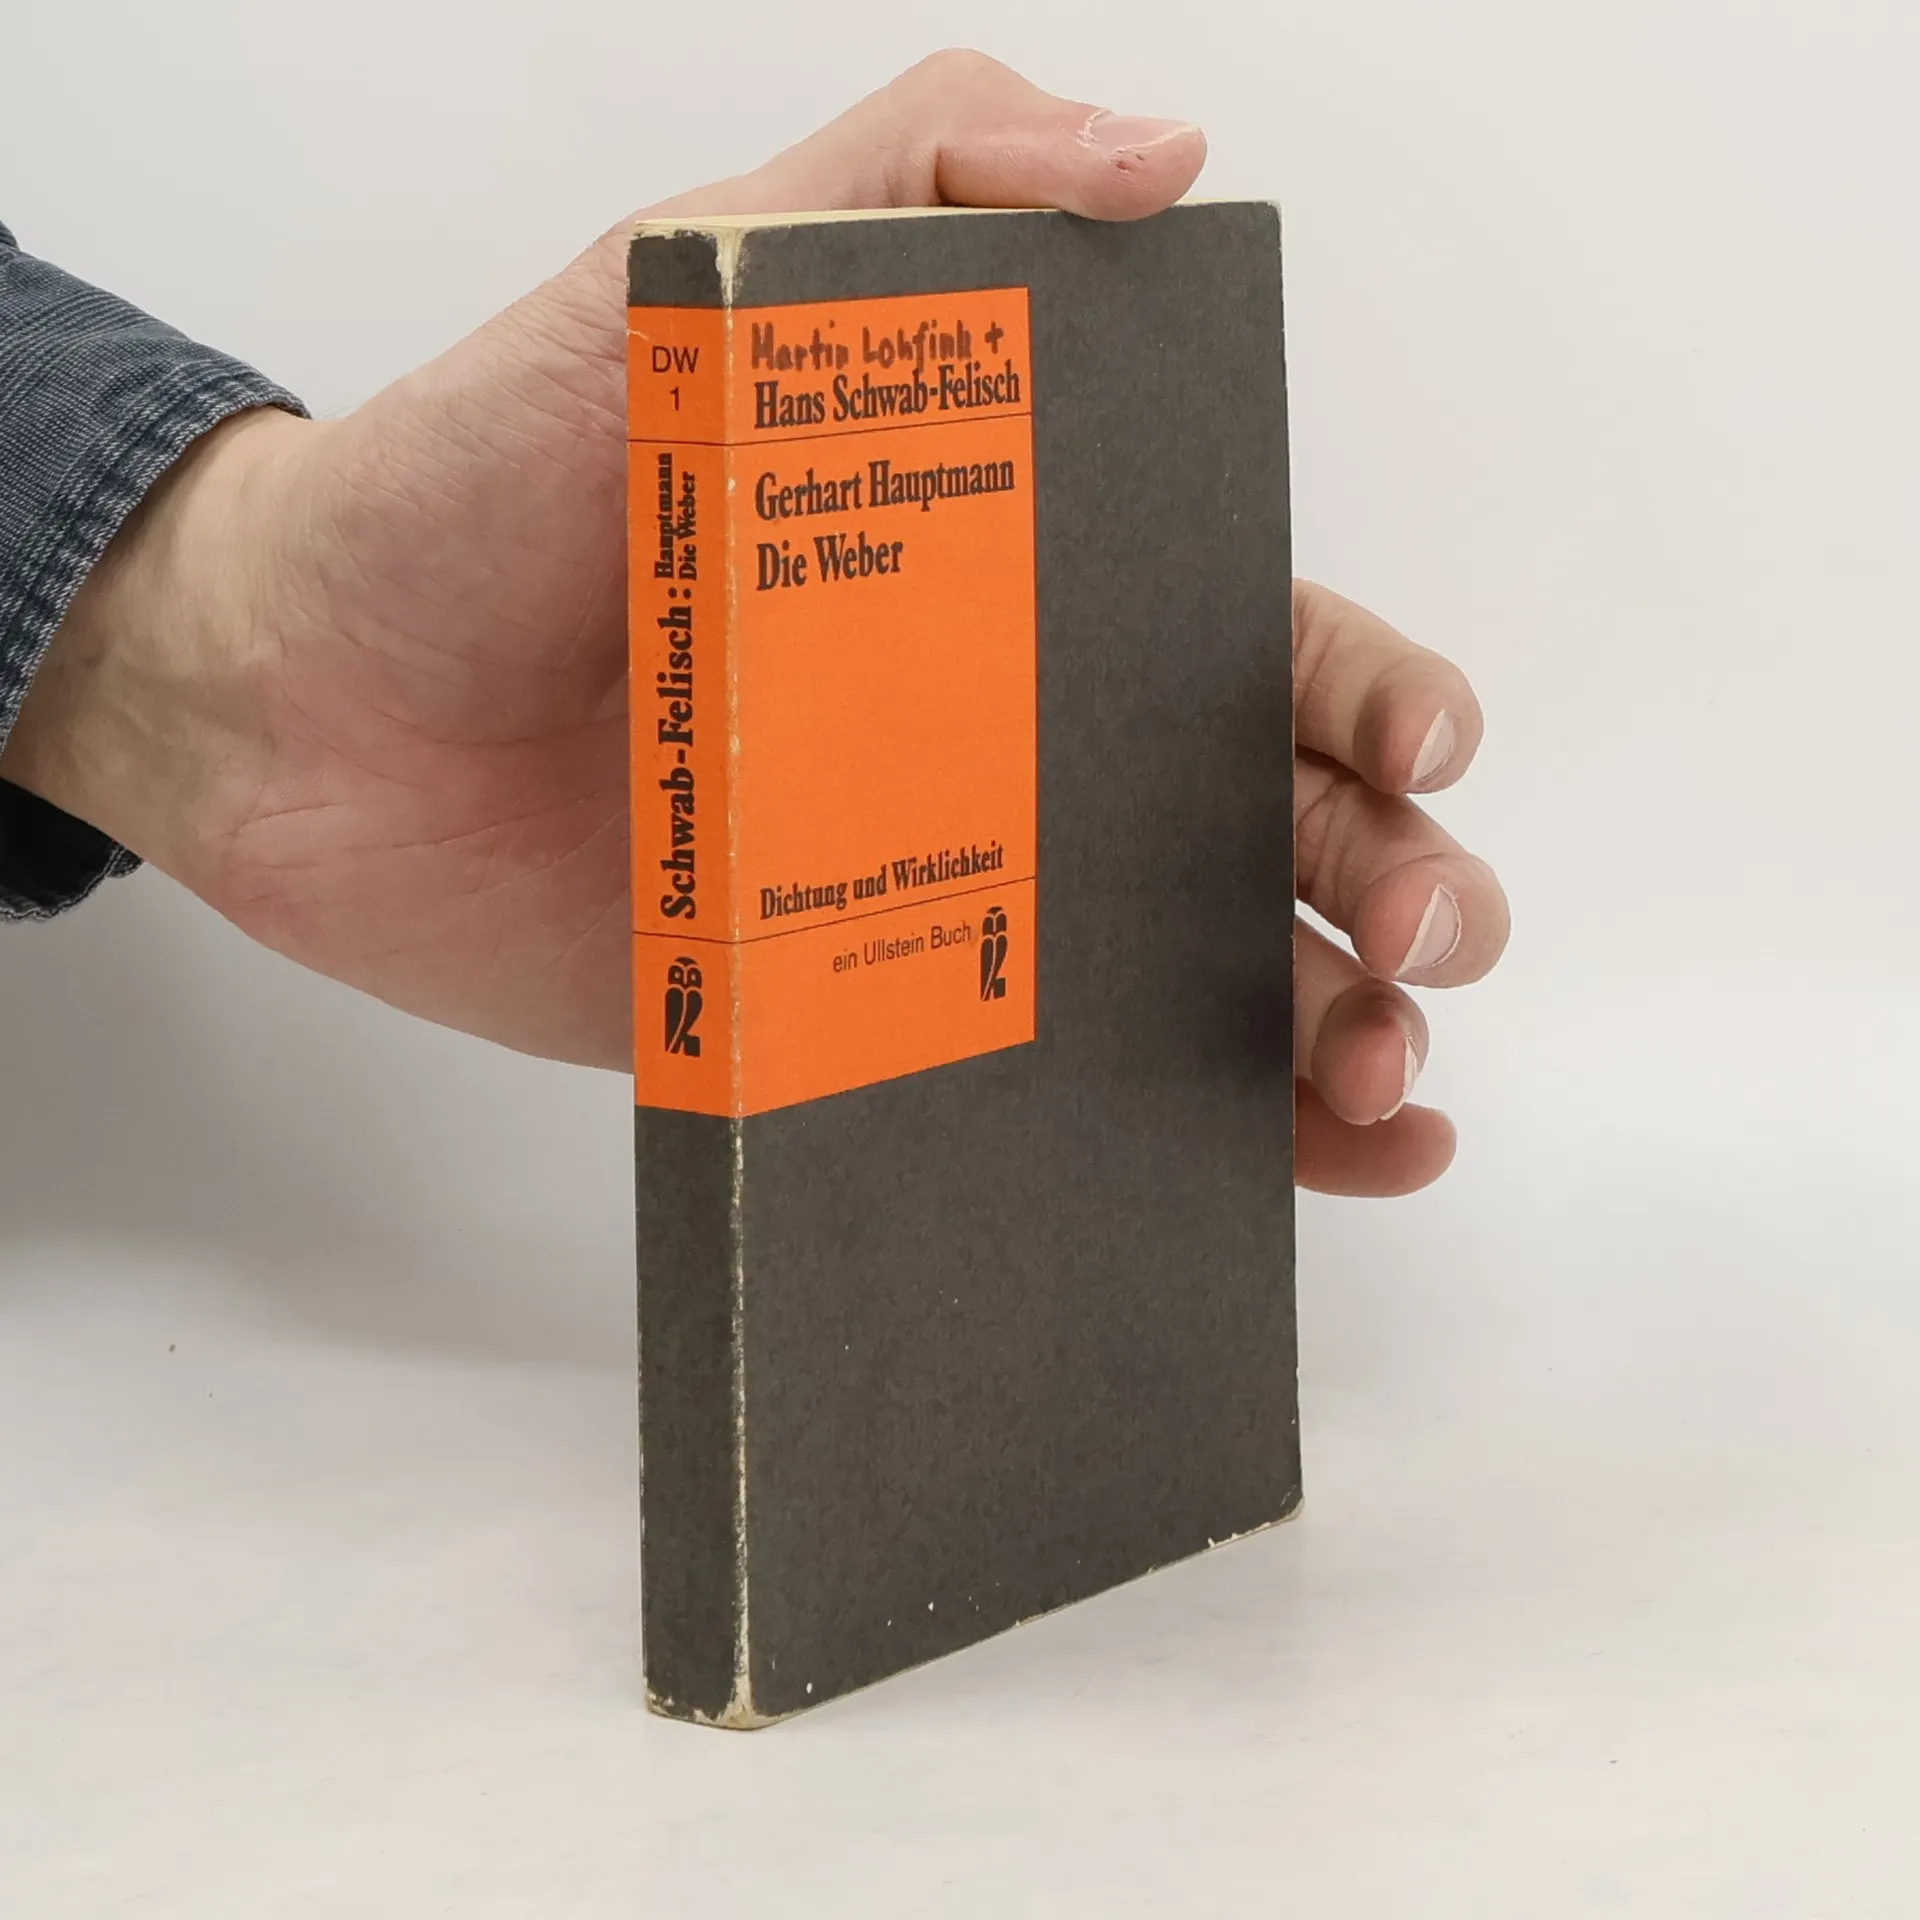 DW
1
Schwab-Felisch:
Hauptmann
Die Weber
Martin Lohfink +
Hans Schwab-Felisch
Gerhart Hauptmann
Die Weber
Dichtung und Wirklichkeit
ein Ullstein Buch